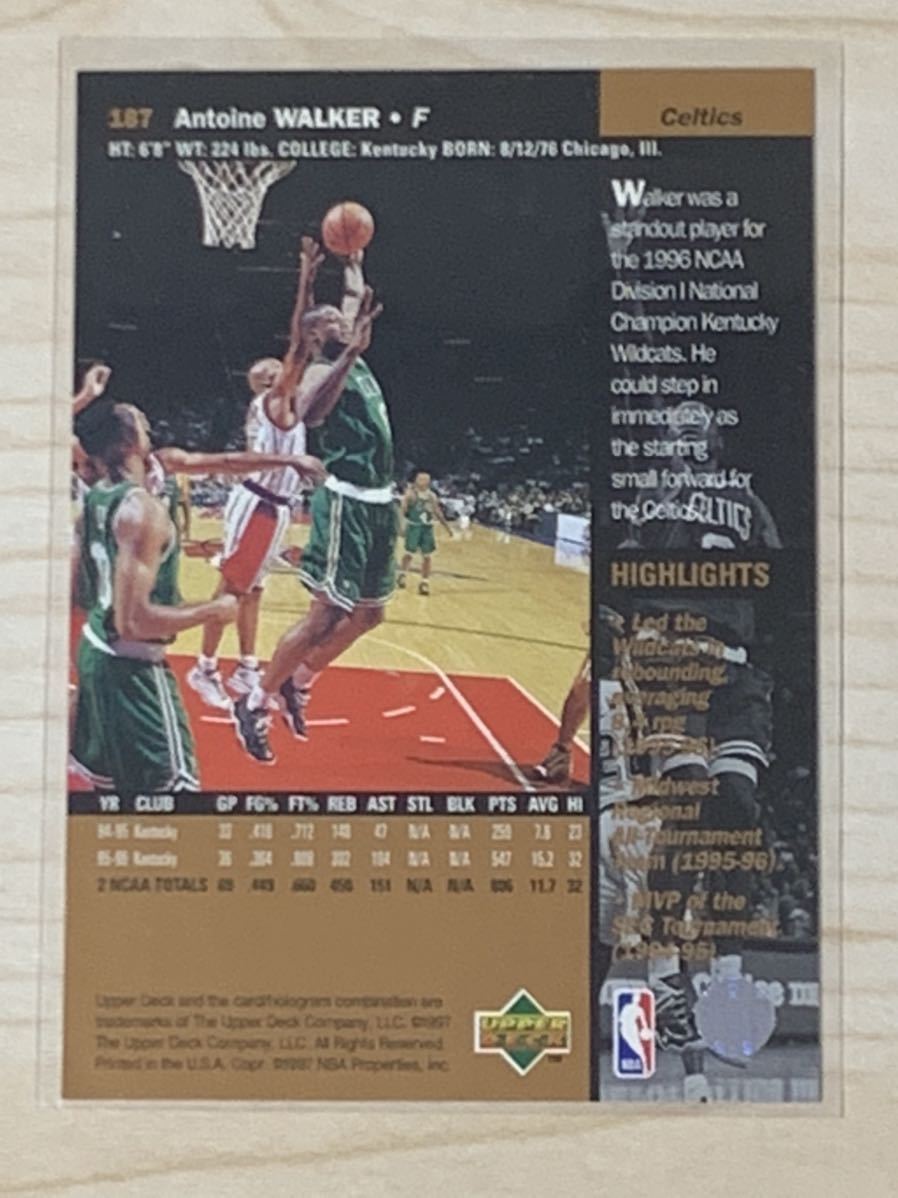 187 Antoine WALKER • F
Celtics
HT: 6'8" WT: 224 lbs. COLLEGE: Kentucky BORN: 8/12/76 Chicago, Ill.
Walker was a
standout player for
the 1996 NCAA
Division I National
Champion Kentucky
Wildcats. He
could step in
immediately as
the starting
small forward for
the Celtics.
CELTICS
HIGHLIGHTS
• Led the
Wildcats in
rebounding,
averaging
rpg
• Midwest
Regional
All-Tournament
Team (1995-96)
• MVP of the
SEC Tournament
YR CLUB GP FG% FT% REB AST STL BLK PTS AVG HI
94-95 Kentucky 33 .418 .712 148 47 N/A N/A 259 7.8 23
95-96 Kentucky 36 302 104 N/A N/A 547 15.2 32
2 NCAA TOTALS 69 .449 .660 450 151 N/A N/A 806 11.7 32
Upper Deck and the card/hologram combination are
trademarks of The Upper Deck Company, LLC. ©1997
The Upper Deck Company, LLC. All Rights Reserved.
Printed in the U.S.A. Copr. ©1997 NBA Properties, Inc.
UPPER
DECK
TM
NBA